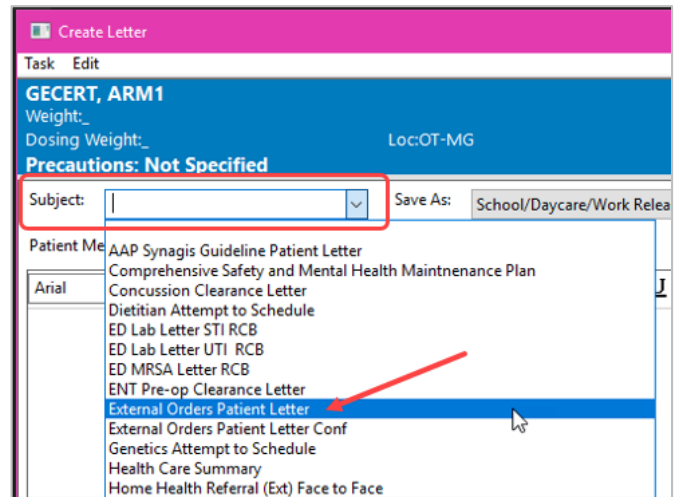 Create Letter
Task Edit
GECERT, ARM1
Weight:_
Dosing Weight:_ Loc:OT-MG
Precautions: Not Specified
Subject: Save As: School/Daycare/Work Relea
Patient Me
AAP Synagis Guideline Patient Letter
Comprehensive Safety and Mental Health Maintnenance Plan
Arial U
Concussion Clearance Letter
Dietitian Attempt to Schedule
ED Lab Letter STI RCB
ED Lab Letter UTI RCB
ED MRSA Letter RCB
ENT Pre-op Clearance Letter
External Orders Patient Letter
External Orders Patient Letter Conf
Genetics Attempt to Schedule
Health Care Summary
Home Health Referral (Ext) Face to Face